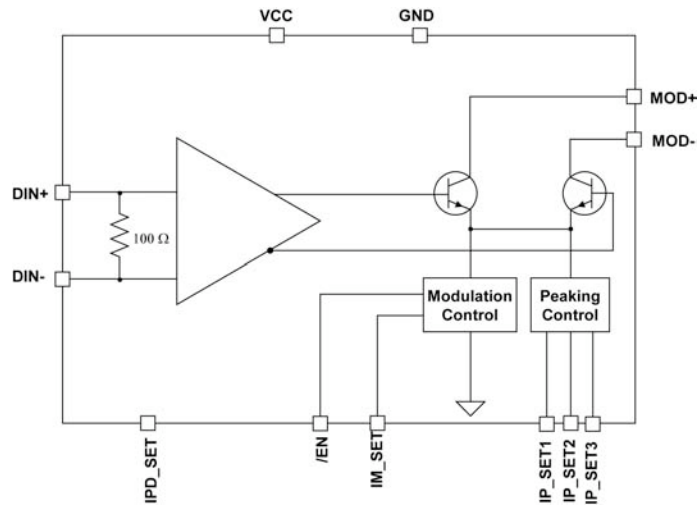 VCC
GND
MOD+
MOD-
DIN+
100 Ω
DIN-
Modulation
Control
Peaking
Control
IPD_SET
/EN
IM_SET
IP_SET1
IP_SET2
IP_SET3